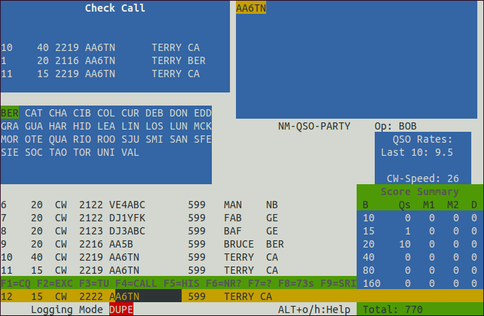 Check Call
AA6TN
10 40 2219 AA6TN TERRY CA
1 20 2116 AA6TN TERRY BER
11 15 2219 AA6TN TERRY CA
BER CAT CHA CIB COL CUR DEB DON EDD
GRA GUA HAR HID LEA LIN LOS LUN MCK
MOR OTE QUA RIO ROO SJU SMI SAN SFE
SIE SOC TAO TOR UNI VAL
NM-QSO-PARTY Op: BOB
QSO Rates:
Last 10: 9.5
CW-Speed: 26
6 20 CW 2122 VE4ABC 599 MAN NB
7 20 CW 2122 DJ1YFK 599 FAB GE
8 20 CW 2123 DJ3ABC 599 BAF GE
9 20 CW 2216 AA5B 599 BRUCE BER
10 40 CW 2219 AA6TN 599 TERRY CA
11 15 CW 2219 AA6TN 599 TERRY CA
F1=CQ F2=EXC F3=TU F4=CALL F5=HIS F6=NR? F7=? F8=73s F9=SRI
12 15 CW 2222 AA6TN 599 TERRY CA
Logging Mode DUPE ALT+o/h:Help
Score Summary
B Qs M1 M2 D
10 0 0 0 0
15 1 0 0 0
20 10 0 0 0
40 0 0 0 0
80 0 0 0 0
160 0 0 0 0
Total: 770